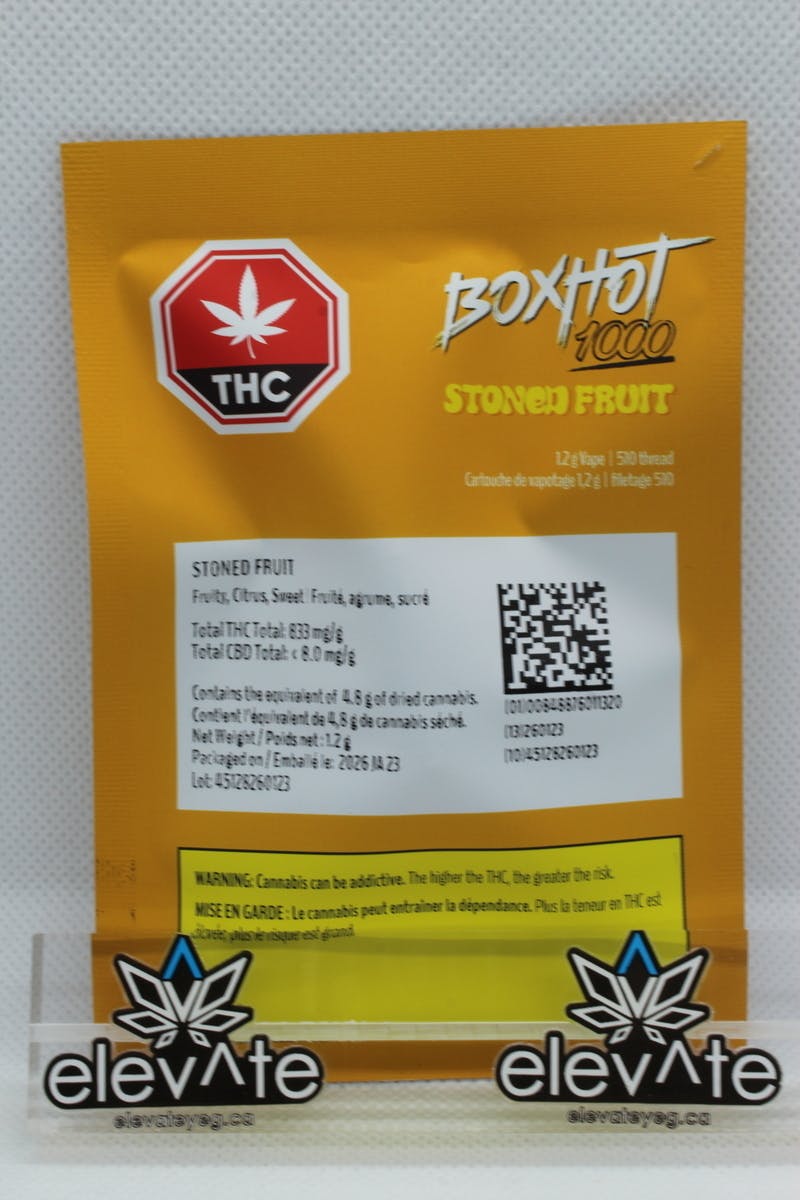 THC
BOXHOT
1000
STONED FRUIT
1.2 g Vape | 510 thread
Cartouche de vapotage 1,2 g | filetage 510
STONED FRUIT
Fruity, Citrus, Sweet Fruité, agrume, sucré
Total THC Total: 833 mg/g
Total CBD Total: < 8.0 mg/g
Contains the equivalent of 4.8 g of dried cannabis.
Contient l'équivalent de 4,8 g de cannabis séché.
Net Weight / Poids net : 1.2 g
Packaged on / Emballé le: 2026 JA 23
Lot: 45128260123
(01)00848876011320
(13)260123
(10)45128260123
WARNING: Cannabis can be addictive. The higher the THC, the greater the risk.
MISE EN GARDE : Le cannabis peut entraîner la dépendance. Plus la teneur en THC est
élevée, plus le risque est grand.
elev^te
elevateyeg.ca
elev^te
elevateyeg.ca